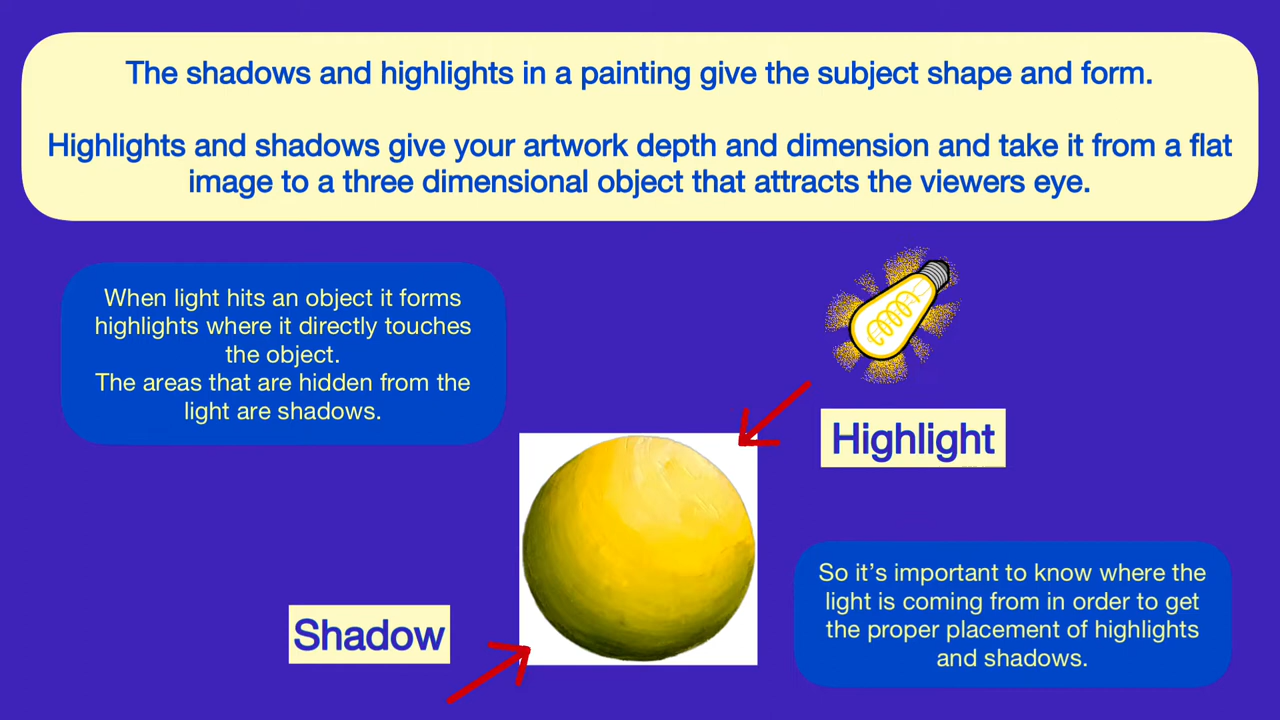 The shadows and highlights in a painting give the subject shape and form.
Highlights and shadows give your artwork depth and dimension and take it from a flat
image to a three dimensional object that attracts the viewers eye.
When light hits an object it forms
highlights where it directly touches
the object.
The areas that are hidden from the
light are shadows.
Highlight
Shadow
So it’s important to know where the
light is coming from in order to get
the proper placement of highlights
and shadows.